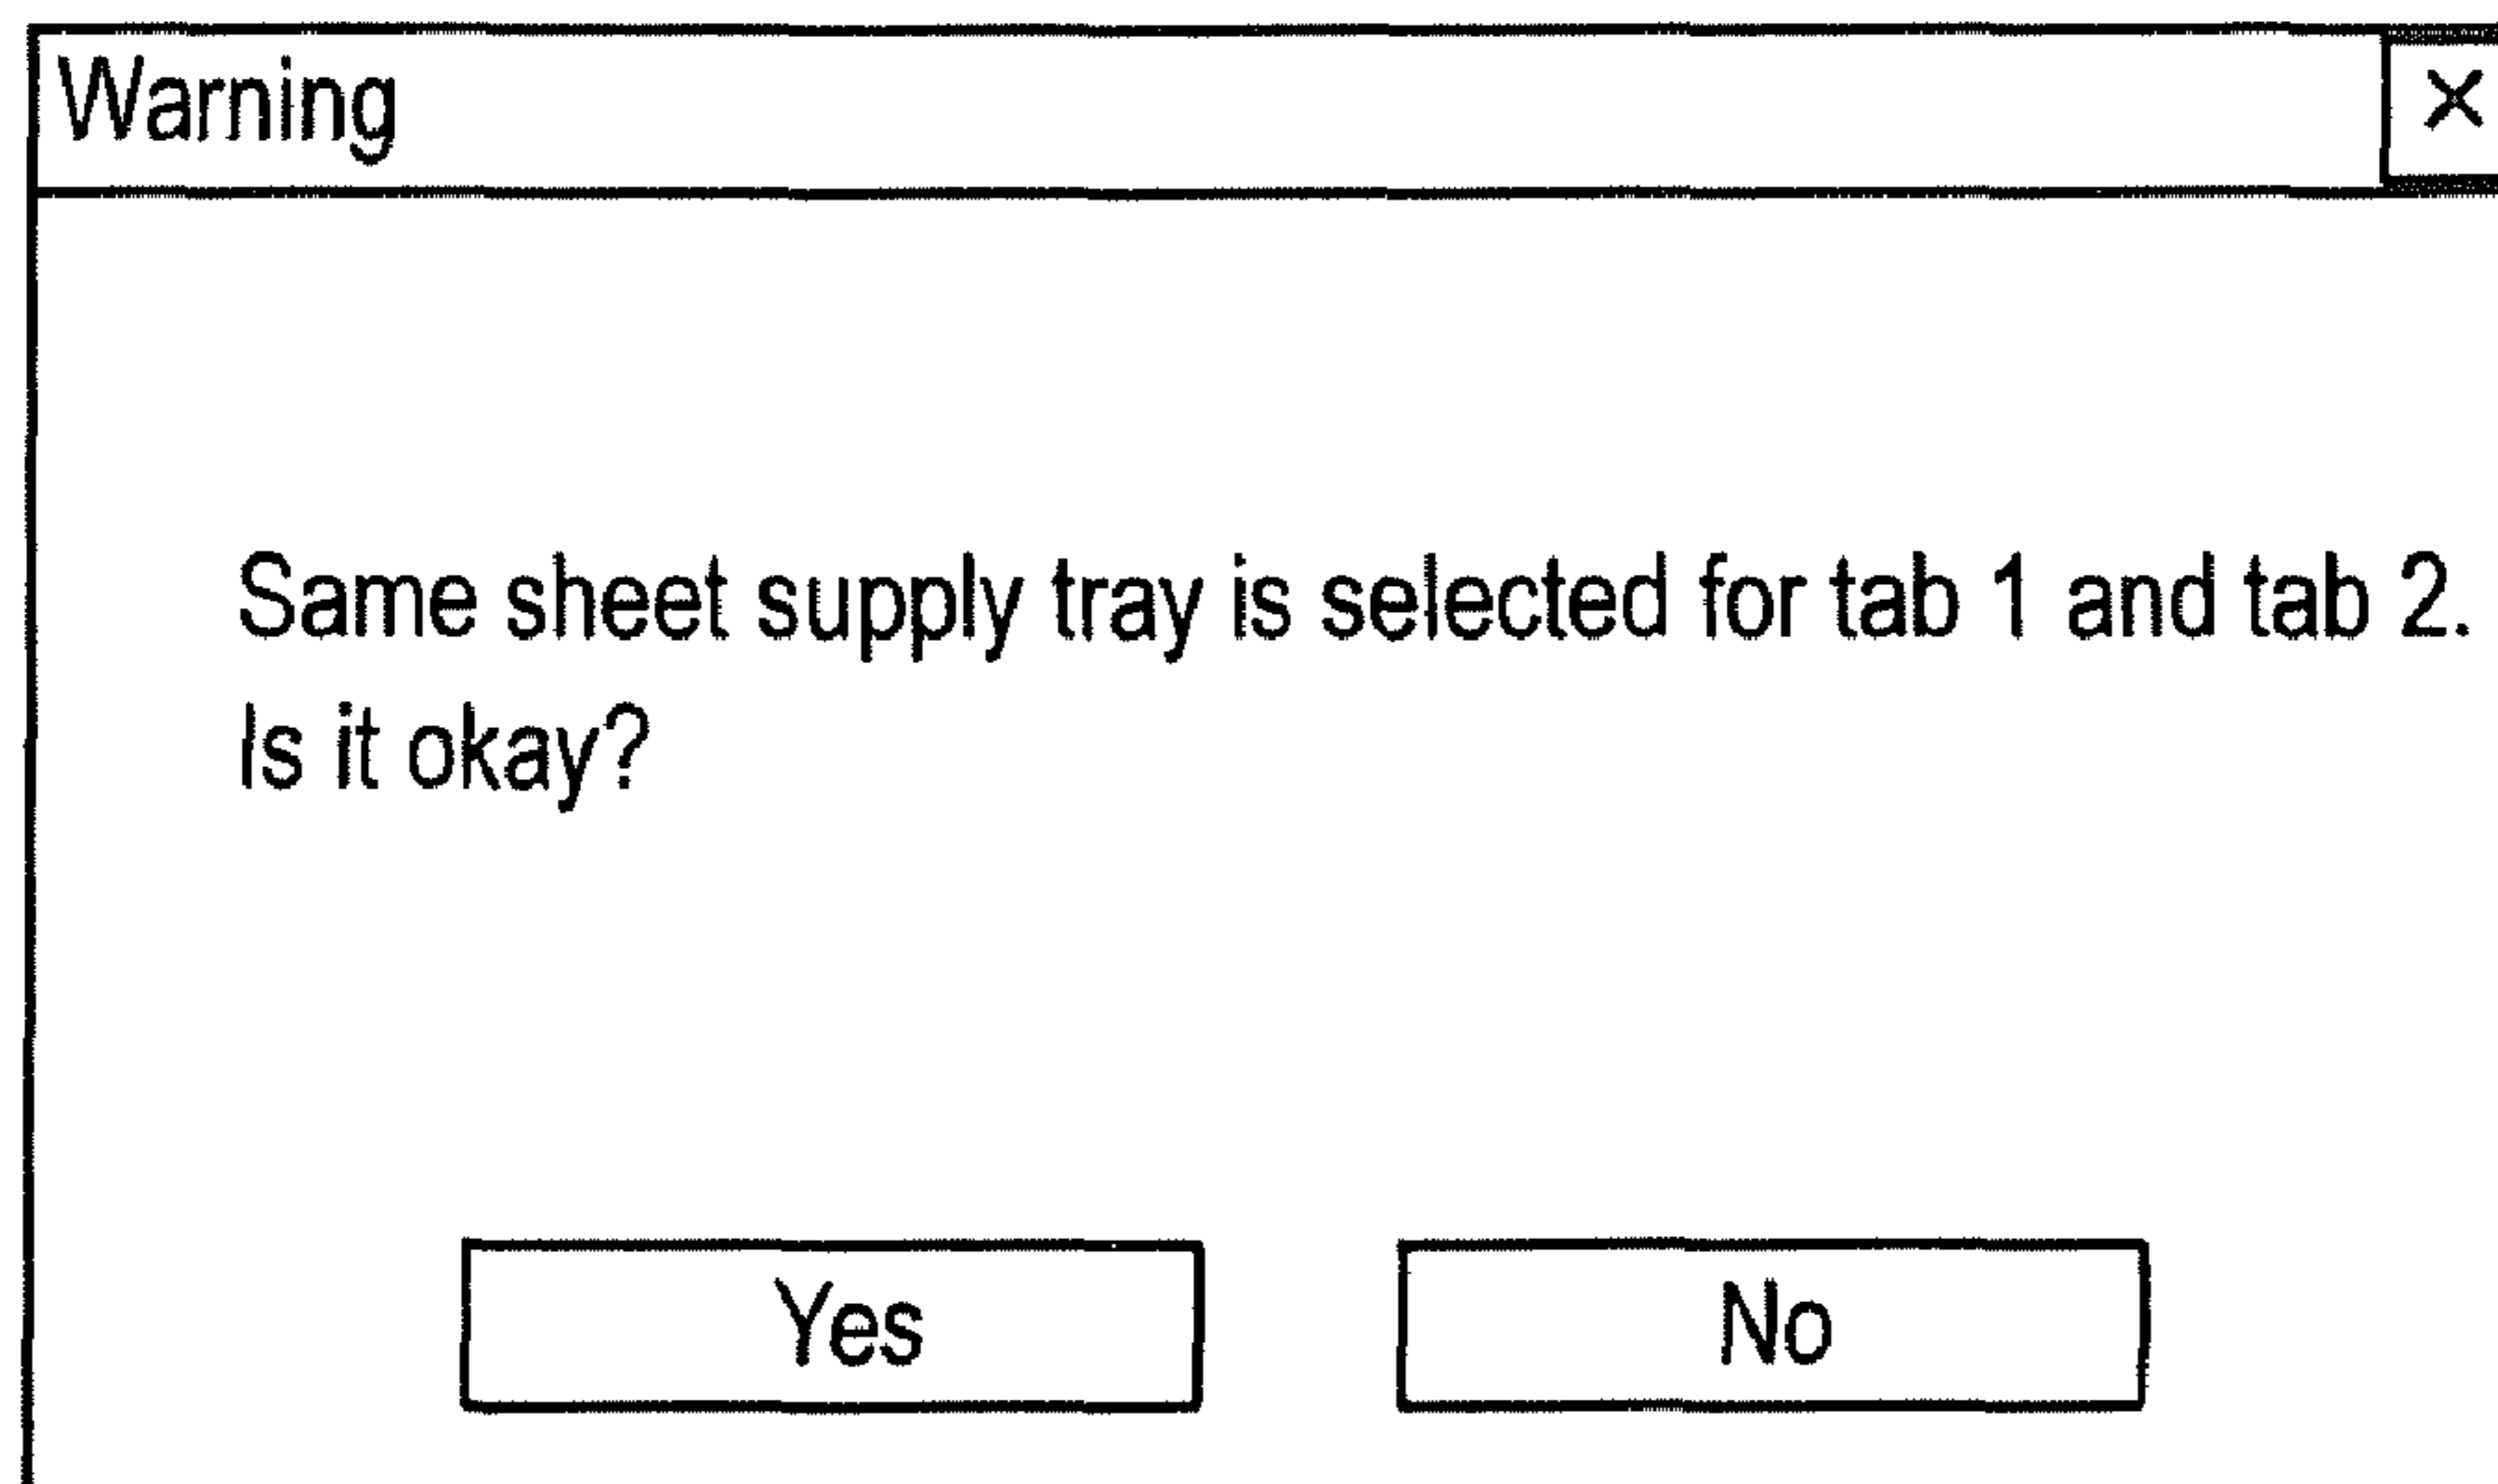 Warning ×
Same sheet supply tray is selected for tab 1 and tab 2.
Is it okay?
Yes No